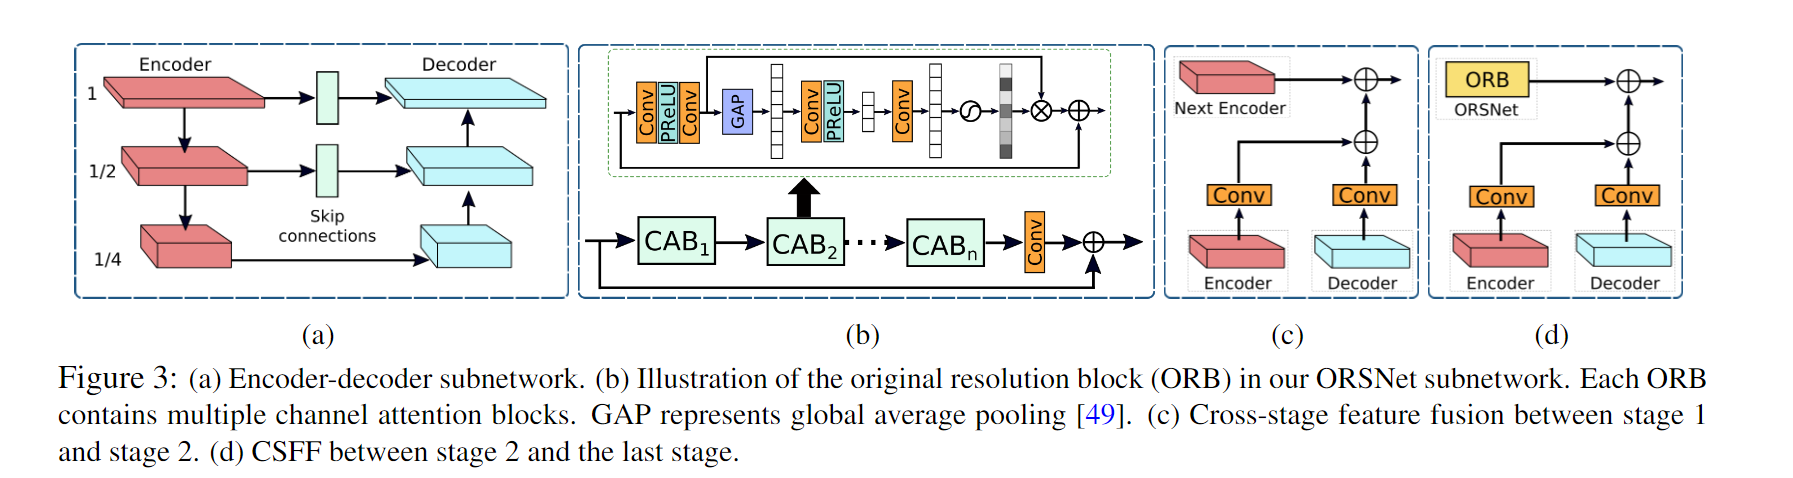 Encoder
Decoder
1
1/2
Skip
connections
1/4
(a)
Conv
PReLU
Conv
GAP
Conv
PReLU
Conv
CAB1
CAB2
CABn
Conv
(b)
Next Encoder
Conv
Conv
Encoder
Decoder
(c)
ORB
ORSNet
Conv
Conv
Encoder
Decoder
(d)
Figure 3: (a) Encoder-decoder subnetwork. (b) Illustration of the original resolution block (ORB) in our ORSNet subnetwork. Each ORB
contains multiple channel attention blocks. GAP represents global average pooling [49]. (c) Cross-stage feature fusion between stage 1
and stage 2. (d) CSFF between stage 2 and the last stage.